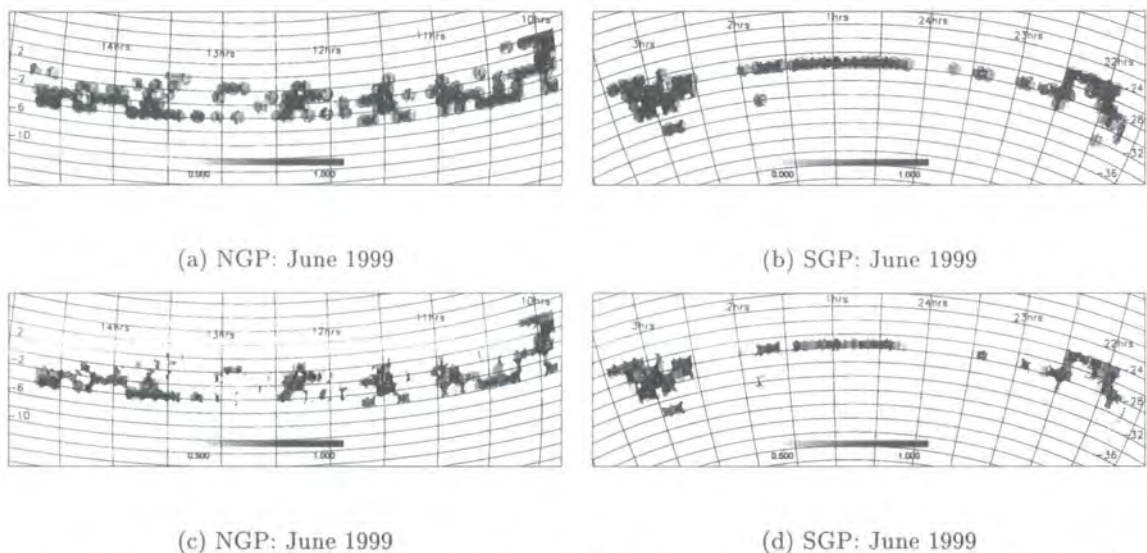 10hrs
14hrs 13hrs 12hrs 11hrs
2
-2
-6
-10
0.000 1.000
3hrs 2hrs 1hrs 24hrs 23hrs 22hrs
-24
-28
-32
-36
0.000 1.000
(a) NGP: June 1999 (b) SGP: June 1999
10hrs
14hrs 13hrs 12hrs 11hrs
2
-2
-6
-10
0.500 1.000
3hrs 2hrs 1hrs 24hrs 23hrs 22hrs
-24
-28
-32
-36
0.500 1.000
(c) NGP: June 1999 (d) SGP: June 1999